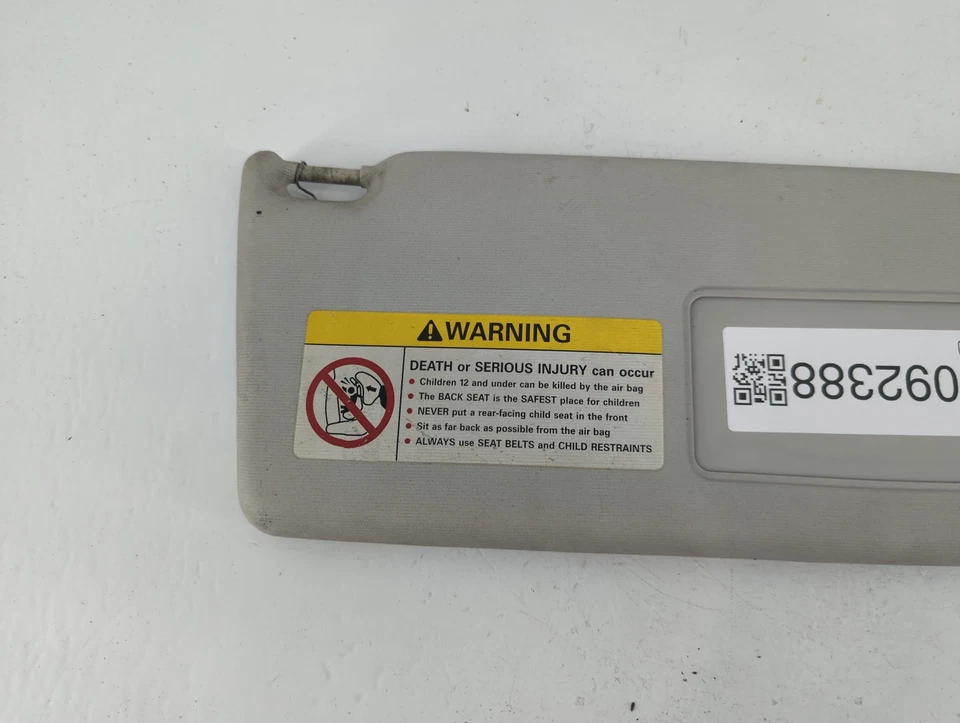 WARNING
DEATH or SERIOUS INJURY can occur
• Children 12 and under can be killed by the air bag
• The BACK SEAT is the SAFEST place for children
• NEVER put a rear-facing child seat in the front
• Sit as far back as possible from the air bag
• ALWAYS use SEAT BELTS and CHILD RESTRAINTS
092388